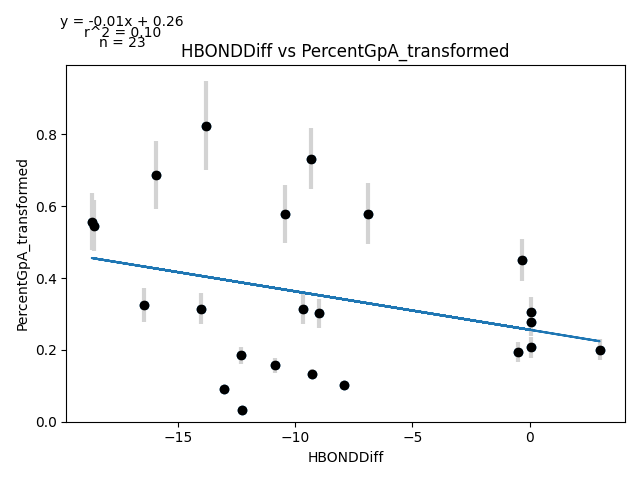 y = -0.01x + 0.26
r^2 = 0.10
n = 23
HBONDDiff vs PercentGpA_transformed
PercentGpA_transformed
0.8
0.6
0.4
0.2
0.0
−15
−10
−5
0
HBONDDiff